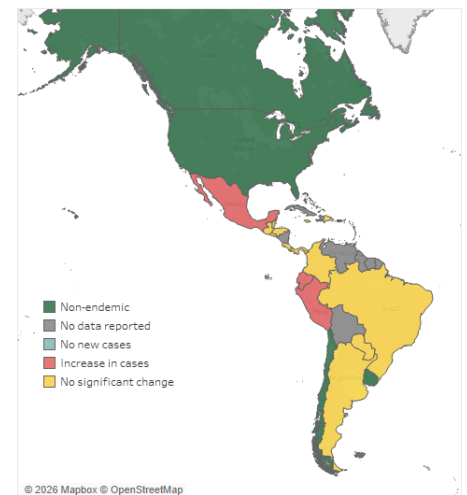 Non-endemic
No data reported
No new cases
Increase in cases
No significant change
© 2026 Mapbox © OpenStreetMap